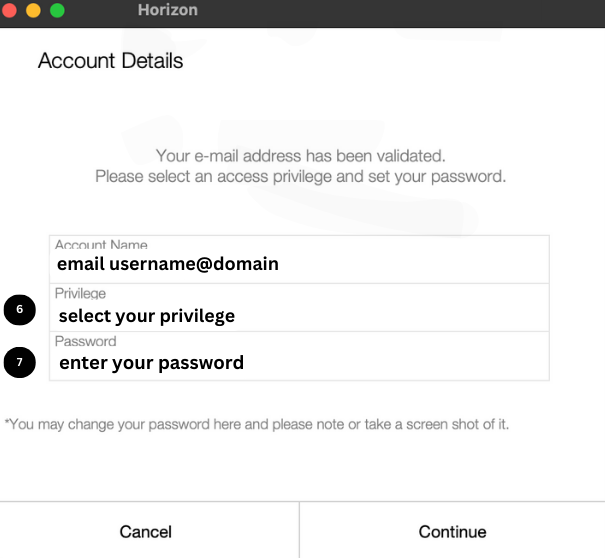 Horizon
Account Details
Your e-mail address has been validated.
Please select an access privilege and set your password.
Account Name
email username@domain
6
Privilege
select your privilege
7
Password
enter your password
*You may change your password here and please note or take a screen shot of it.
Cancel
Continue